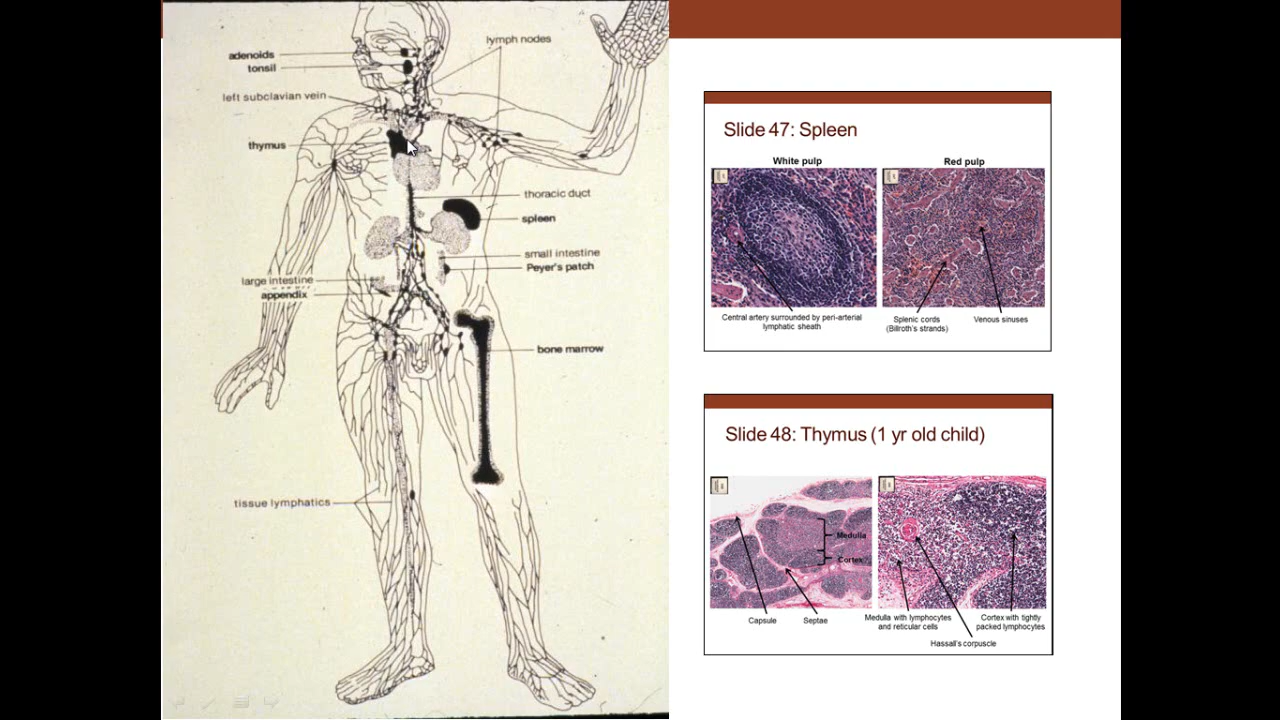 adenoids
tonsil
lymph nodes
left subclavian vein
thymus
thoracic duct
spleen
small intestine
Peyer's patch
large intestine
appendix
bone marrow
tissue lymphatics
Slide 47: Spleen
White pulp
Red pulp
Central artery surrounded by peri-arterial
lymphatic sheath
Splenic cords
(Billroth's strands)
Venous sinuses
Slide 48: Thymus (1 yr old child)
Medulla
Cortex
Capsule
Septae
Medulla with lymphocytes
and reticular cells
Cortex with tightly
packed lymphocytes
Hassall's corpuscle